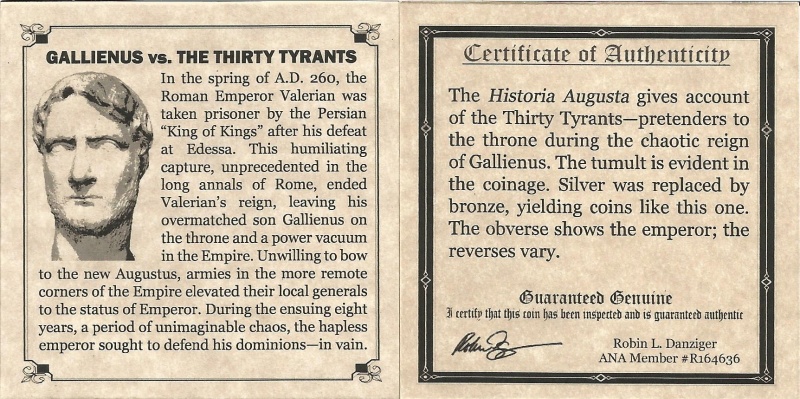 GALLIENUS vs. THE THIRTY TYRANTS
In the spring of A.D. 260, the
Roman Emperor Valerian was
taken prisoner by the Persian
“King of Kings” after his defeat
at Edessa. This humiliating
capture, unprecedented in the
long annals of Rome, ended
Valerian's reign, leaving his
overmatched son Gallienus on
the throne and a power vacuum
in the Empire. Unwilling to bow
to the new Augustus, armies in the more remote
corners of the Empire elevated their local generals
to the status of Emperor. During the ensuing eight
years, a period of unimaginable chaos, the hapless
emperor sought to defend his dominions—in vain.
Certificate of Authenticity
The Historia Augusta gives account
of the Thirty Tyrants—pretenders to
the throne during the chaotic reign
of Gallienus. The tumult is evident in
the coinage. Silver was replaced by
bronze, yielding coins like this one.
The obverse shows the emperor; the
reverses vary.
Guaranteed Genuine
I certify that this coin has been inspected and is guaranteed authentic
Robin L. Danziger
ANA Member #R164636